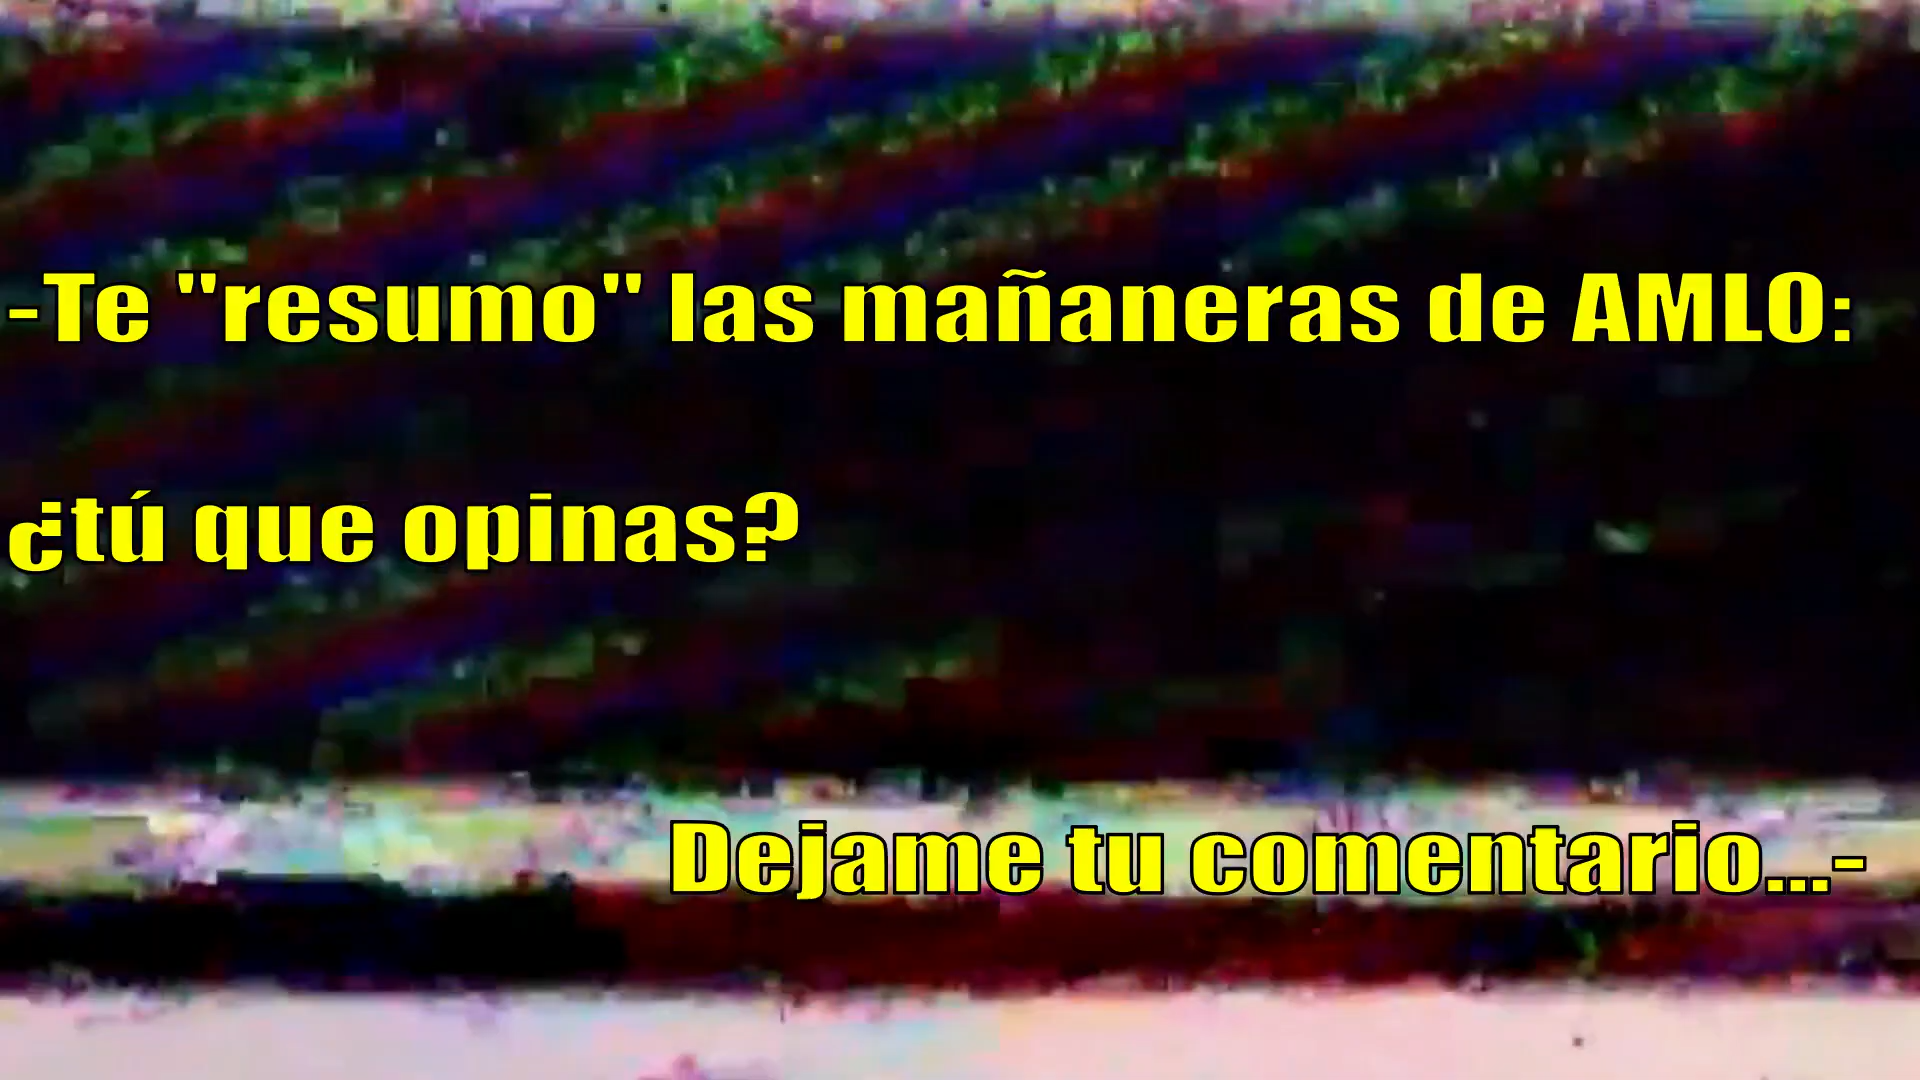 -Te "resumo" las mañaneras de AMLO:
¿tú que opinas?
Dejame tu comentario...-